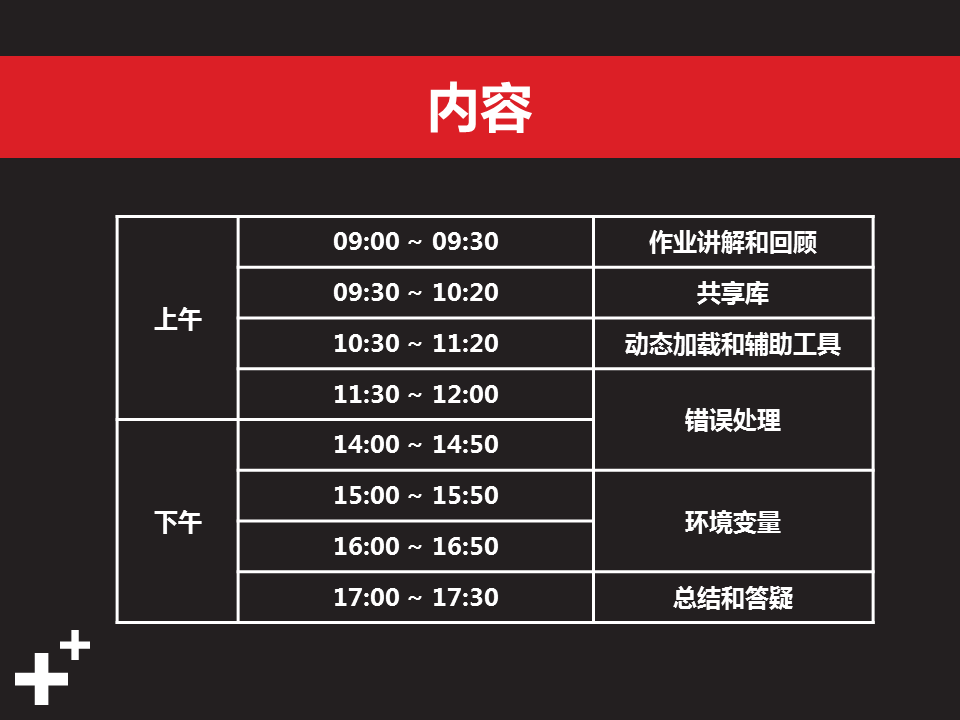 内容
上午
09:00 ~ 09:30
作业讲解和回顾
09:30 ~ 10:20
共享库
10:30 ~ 11:20
动态加载和辅助工具
11:30 ~ 12:00
错误处理
下午
14:00 ~ 14:50
15:00 ~ 15:50
环境变量
16:00 ~ 16:50
17:00 ~ 17:30
总结和答疑